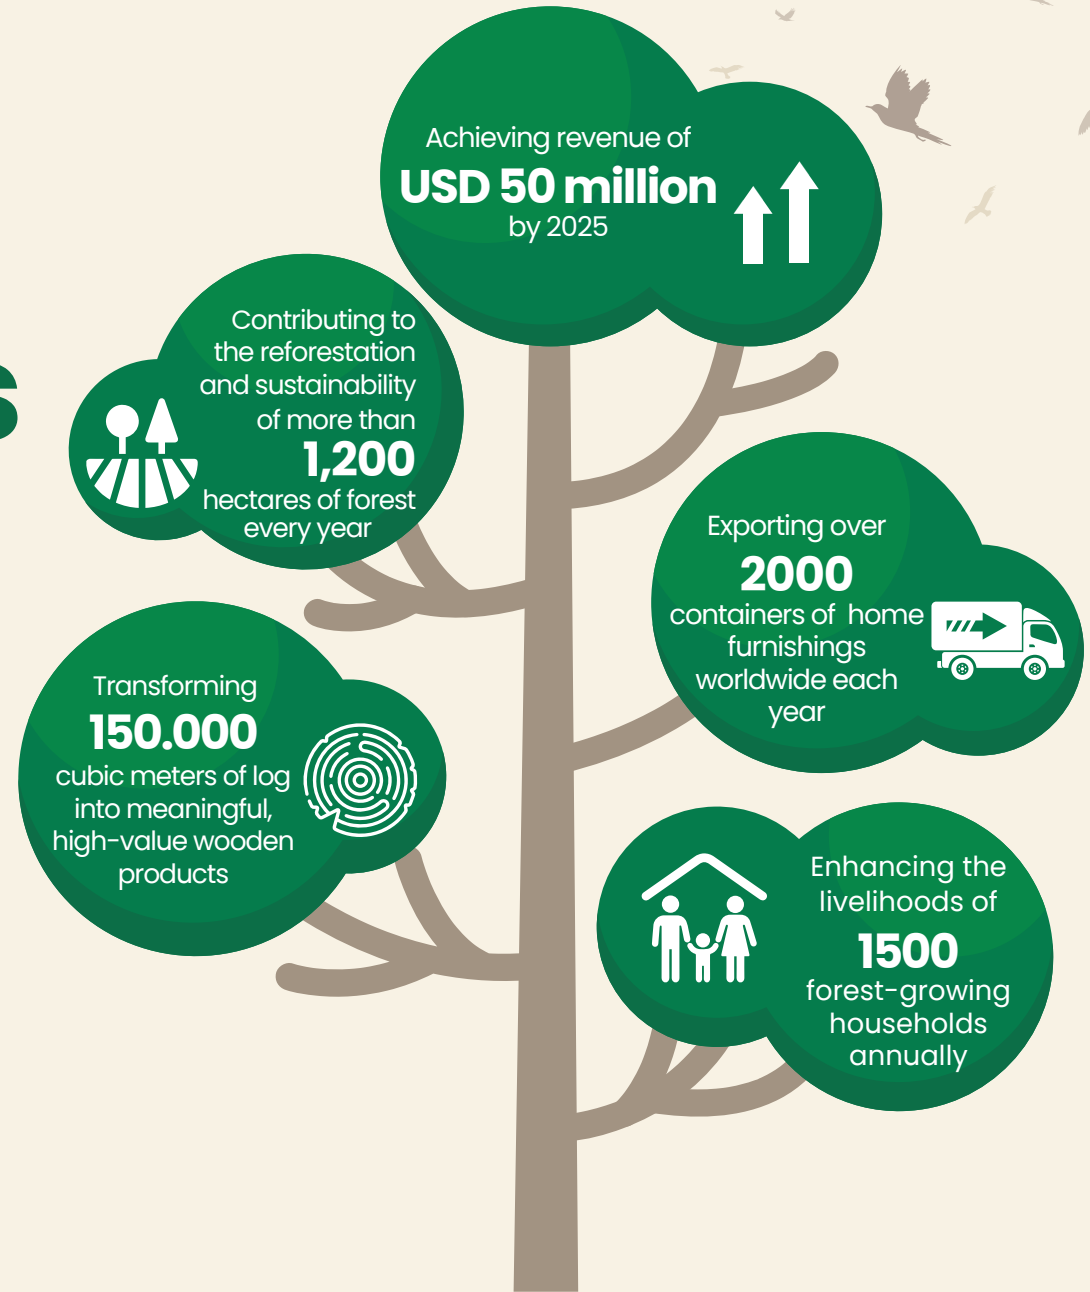 Achieving revenue of
USD 50 million
by 2025
Contributing to
the reforestation
and sustainability
of more than
1,200
hectares of forest
every year
Exporting over
2000
containers of  home
furnishings
worldwide each
year
Transforming
150.000
cubic meters of log
into meaningful,
high-value wooden
products
Enhancing the
livelihoods of
1500
forest-growing
households
annually